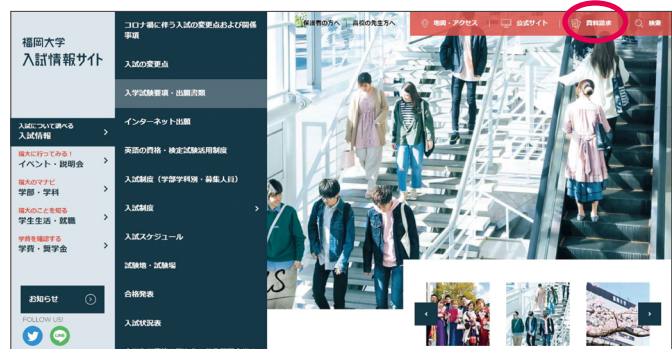 福岡大学
入試情報サイト
入試について調べる
入試情報
福大に行ってみる!
イベント・説明会
福大のマナビ
学部・学科
福大のことを知る
学生生活・就職
学費を確認する
学費・奨学金
お知らせ
FOLLOW US!
LINE
コロナ禍に伴う入試の変更点および関係
事項
入試の変更点
入学試験要項・出願書類
インターネット出願
英語の資格・検定試験活用制度
入試制度(学部学科別・募集人員)
入試制度
入試スケジュール
試験地・試験場
合格発表
入試状況表
保護者の方へ 高校の先生方へ
地図・アクセス 公式サイト 資料請求 検索